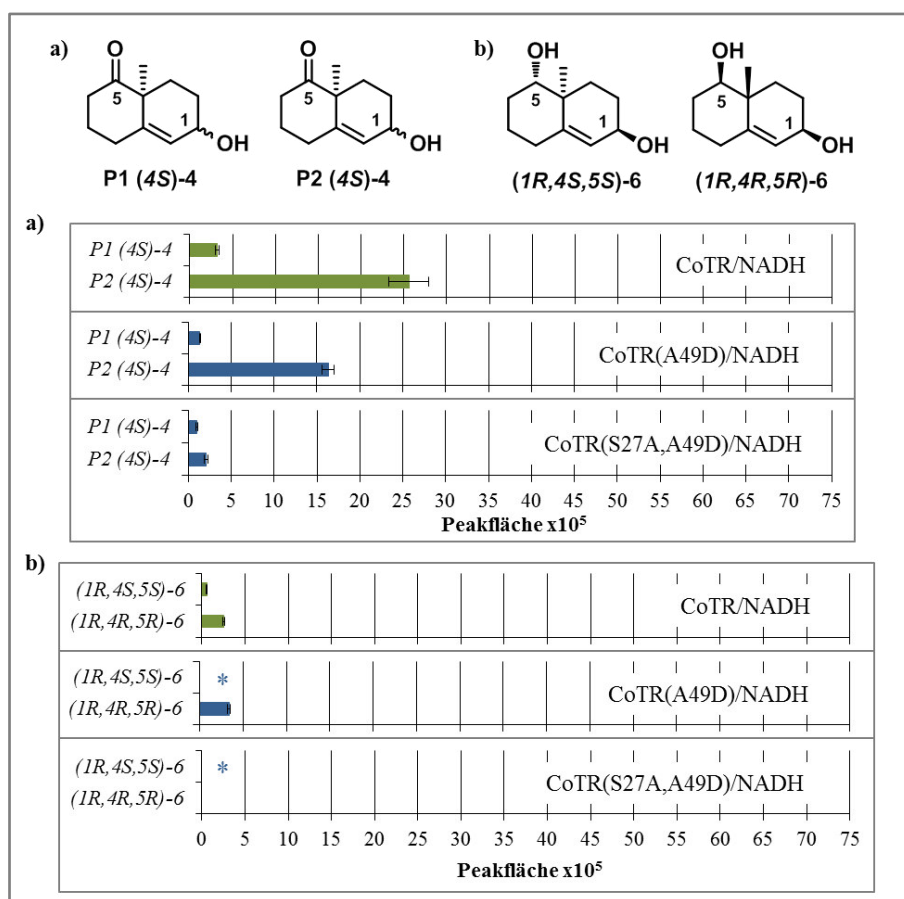 a)
b)
O
OH
OH
5
1
OH
P1 (4S)-4
O
5
1
OH
P2 (4S)-4
5
1
OH
(1R,4S,5S)-6
5
1
OH
(1R,4R,5R)-6
a)
P1 (4S)-4
P2 (4S)-4
CoTR/NADH
P1 (4S)-4
P2 (4S)-4
CoTR(A49D)/NADH
P1 (4S)-4
P2 (4S)-4
CoTR(S27A,A49D)/NADH
0 5 10 15 20 25 30 35 40 45 50 55 60 65 70 75
Peakfläche x10⁵
b)
(1R,4S,5S)-6
(1R,4R,5R)-6
CoTR/NADH
(1R,4S,5S)-6 *
(1R,4R,5R)-6
CoTR(A49D)/NADH
(1R,4S,5S)-6 *
(1R,4R,5R)-6
CoTR(S27A,A49D)/NADH
0 5 10 15 20 25 30 35 40 45 50 55 60 65 70 75
Peakfläche x10⁵